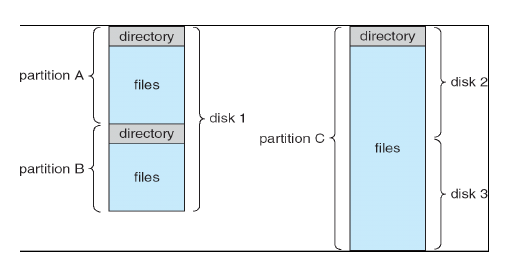 directory
partition A
files
disk 1
directory
partition B
files
directory
disk 2
partition C
files
disk 3